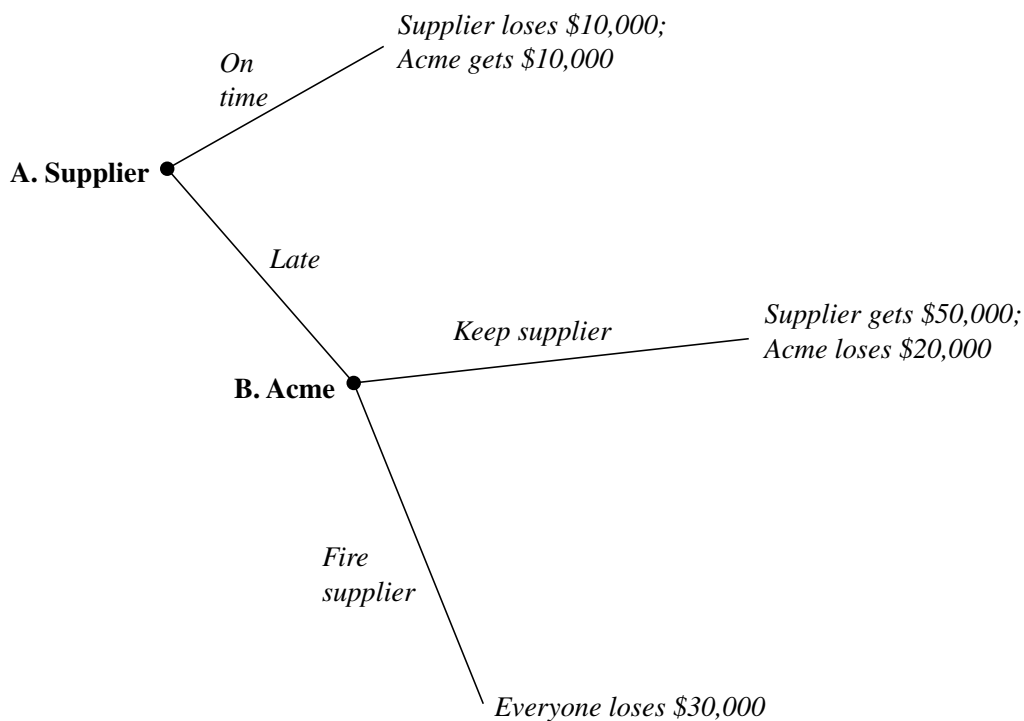 Supplier loses $10,000;
Acme gets $10,000
On
time
A. Supplier
Late
Keep supplier
Supplier gets $50,000;
Acme loses $20,000
B. Acme
Fire
supplier
Everyone loses $30,000